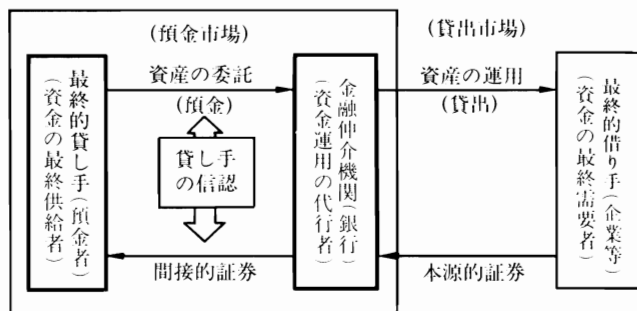 (預金市場)
(貸出市場)
最終的貸し手(預金者)
(資金の最終供給者)
資産の委託
(預金)
貸し手
の信認
間接的証券
金融仲介機関(銀行)
(資金運用の代行者)
資産の運用
(貸出)
本源的証券
最終的借り手(企業等)
(資金の最終需要者)